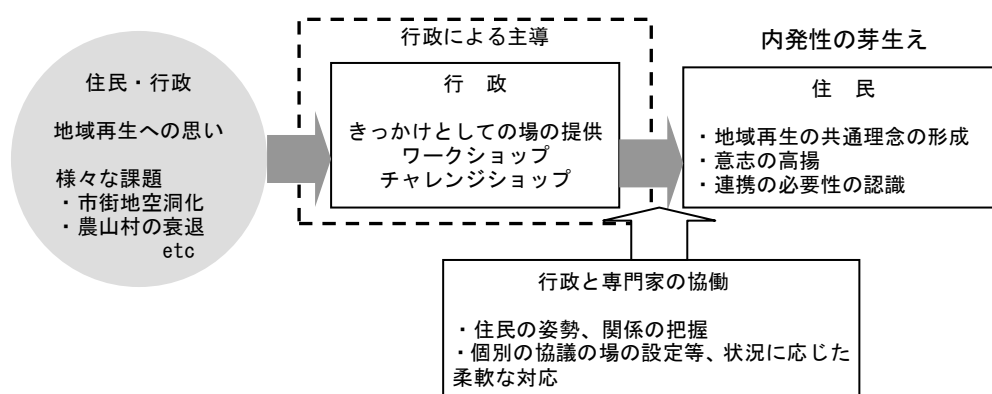 住民・行政
地域再生への思い
様々な課題
・市街地空洞化
・農山村の衰退
etc
行政による主導
行　政
きっかけとしての場の提供
ワークショップ
チャレンジショップ
内発性の芽生え
住　民
・地域再生の共通理念の形成
・意志の高揚
・連携の必要性の認識
行政と専門家の協働
・住民の姿勢、関係の把握
・個別の協議の場の設定等、状況に応じた
柔軟な対応